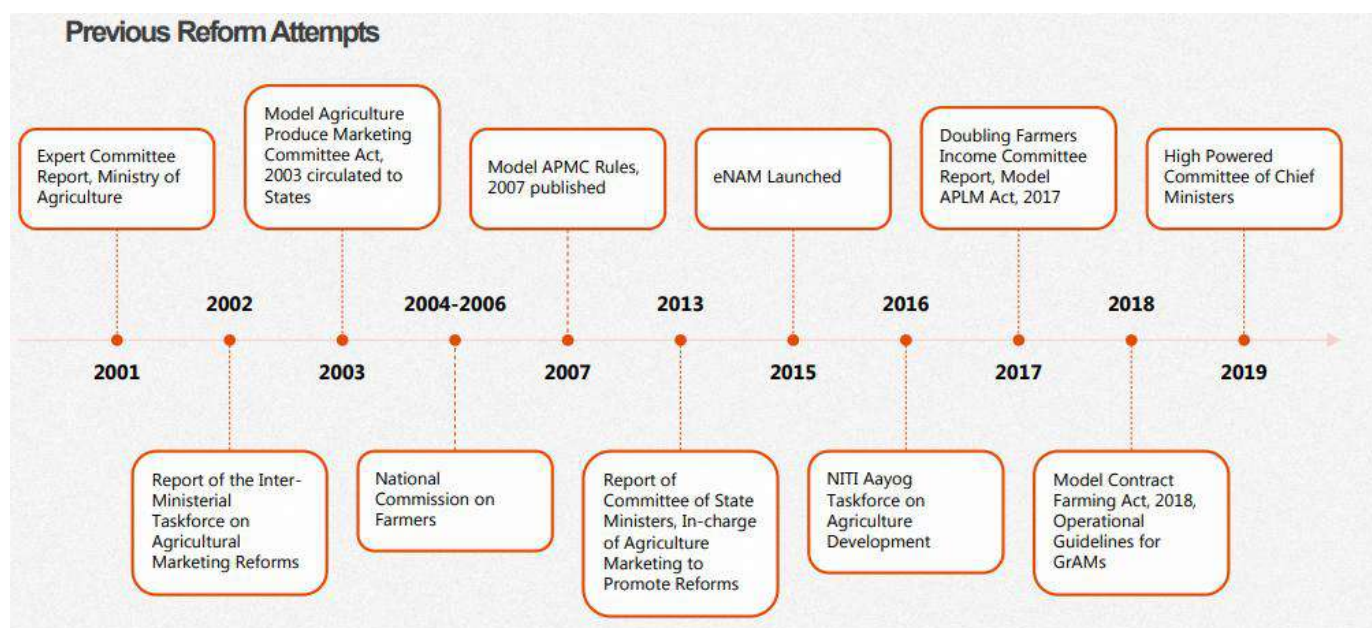 Previous Reform Attempts
Expert Committee
Report, Ministry of
Agriculture
Model Agriculture
Produce Marketing
Committee Act,
2003 circulated to
States
Model APMC Rules,
2007 published
eNAM Launched
Doubling Farmers
Income Committee
Report, Model
APLM Act, 2017
High Powered
Committee of Chief
Ministers
2002
2004-2006
2013
2016
2018
2001
2003
2007
2015
2017
2019
Report of the Inter-
Ministerial
Taskforce on
Agricultural
Marketing Reforms
National
Commission on
Farmers
Report of
Committee of State
Ministers, In-charge
of Agriculture
Marketing to
Promote Reforms
NITI Aayog
Taskforce on
Agriculture
Development
Model Contract
Farming Act, 2018,
Operational
Guidelines for
GrAMs